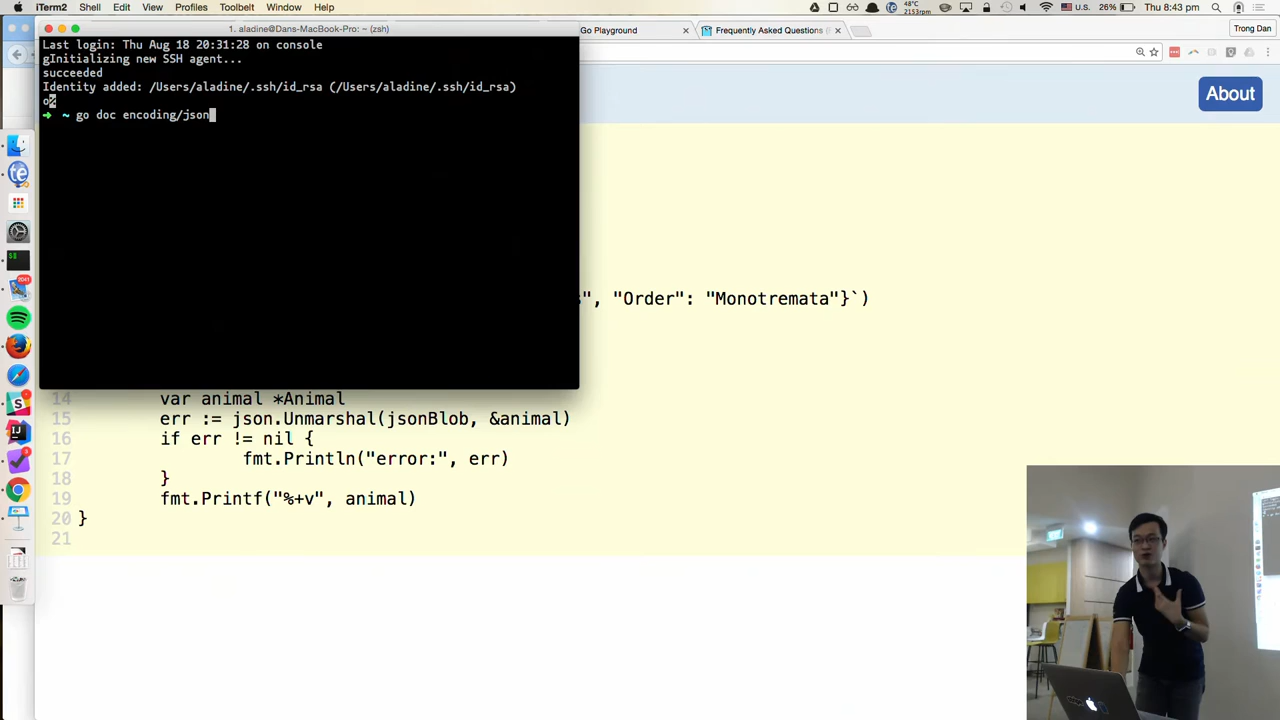 iTerm2 Shell Edit View Profiles Toolbelt Window Help
48°C
2153rpm
U.S. 26% Thu 8:43 pm
1. aladine@Dans-MacBook-Pro: ~ (zsh)
Go Playground
Frequently Asked Questions (
Trong Dan
Last login: Thu Aug 18 20:31:28 on console
gInitializing new SSH agent...
succeeded
Identity added: /Users/aladine/.ssh/id_rsa (/Users/aladine/.ssh/id_rsa)
o%
~ go doc encoding/json
About
", "Order": "Monotremata"}`)
14 var animal *Animal
15 err := json.Unmarshal(jsonBlob, &animal)
16 if err != nil {
17 fmt.Println("error:", err)
18 }
19 fmt.Printf("%+v", animal)
20 }
21